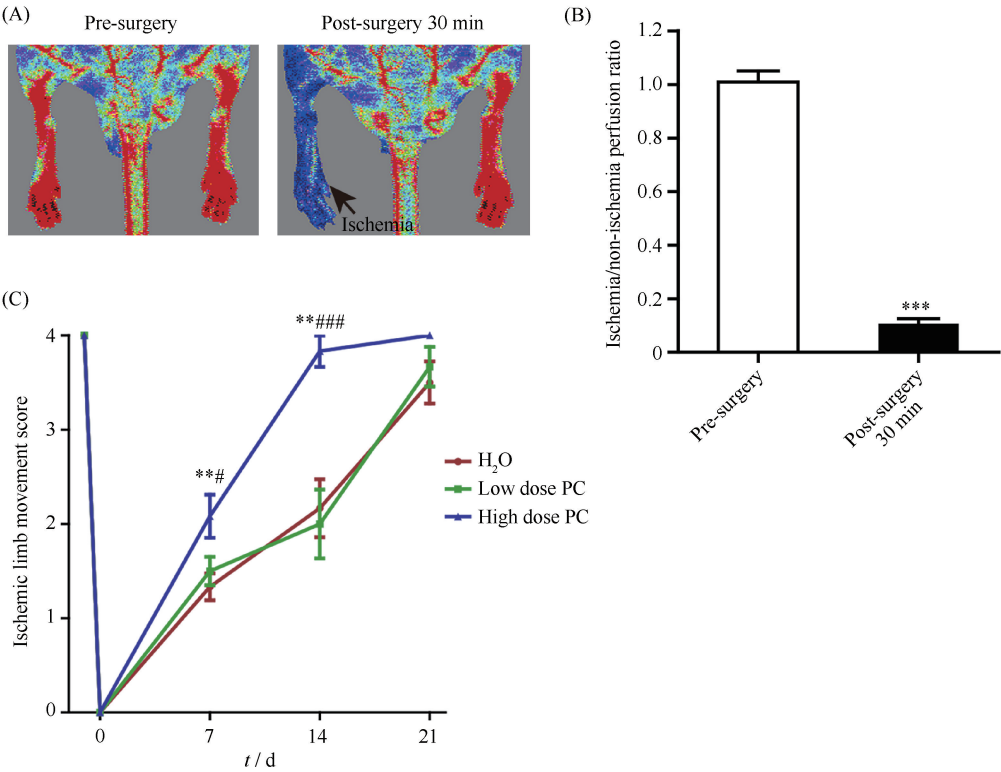 (A)
Pre-surgery
Post-surgery 30 min
Ischemia
(B)
Ischemia/non-ischemia perfusion ratio
1.2
1.0
0.8
0.6
0.4
0.2
0
***
Pre-surgery
Post-surgery
30 min
(C)
Ischemic limb movement score
4
3
2
1
0
**#
**###
0
7
14
21
t / d
H₂O
Low dose PC
High dose PC